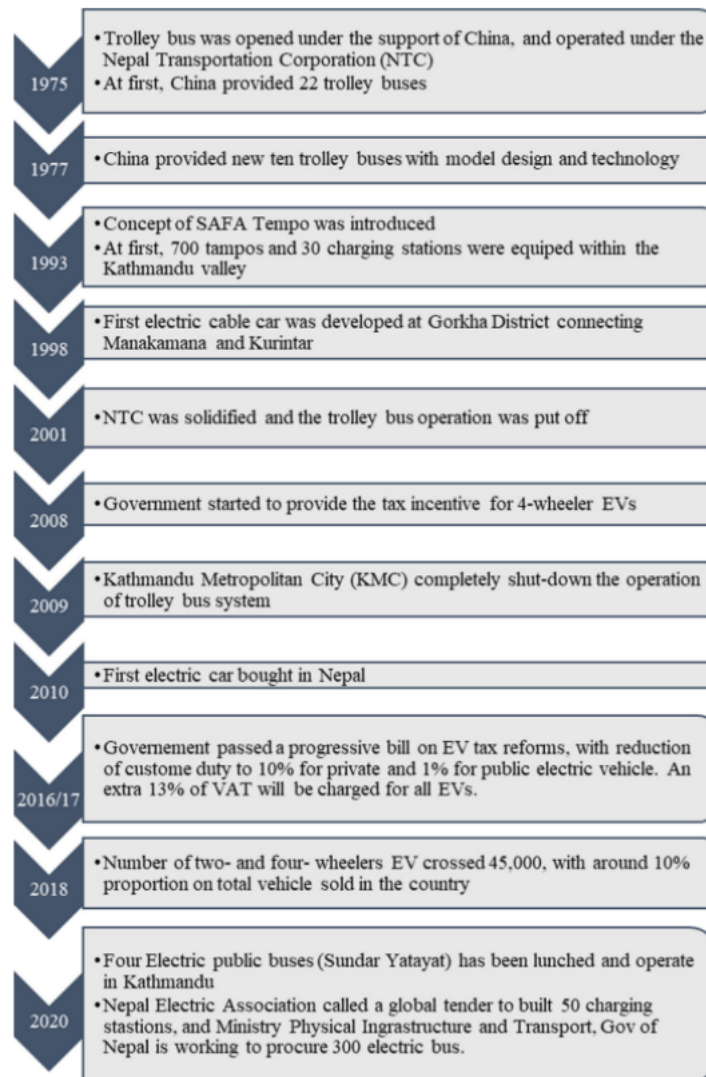 1975
• Trolley bus was opened under the support of China, and operated under the
Nepal Transportation Corporation (NTC)
• At first, China provided 22 trolley buses
1977
• China provided new ten trolley buses with model design and technology
1993
• Concept of SAFA Tempo was introduced
• At first, 700 tampos and 30 charging stations were equiped within the
Kathmandu valley
1998
• First electric cable car was developed at Gorkha District connecting
Manakamana and Kurintar
2001
• NTC was solidified and the trolley bus operation was put off
2008
• Government started to provide the tax incentive for 4-wheeler EVs
2009
• Kathmandu Metropolitan City (KMC) completely shut-down the operation
of trolley bus system
2010
• First electric car bought in Nepal
2016/17
• Governement passed a progressive bill on EV tax reforms, with reduction
of custome duty to 10% for private and 1% for public electric vehicle. An
extra 13% of VAT will be charged for all EVs.
2018
• Number of two- and four- wheelers EV crossed 45,000, with around 10%
proportion on total vehicle sold in the country
2020
• Four Electric public buses (Sundar Yatayat) has been lunched and operate
in Kathmandu
• Nepal Electric Association called a global tender to built 50 charging
stastions, and Ministry Physical Ingrastructure and Transport, Gov of
Nepal is working to procure 300 electric bus.